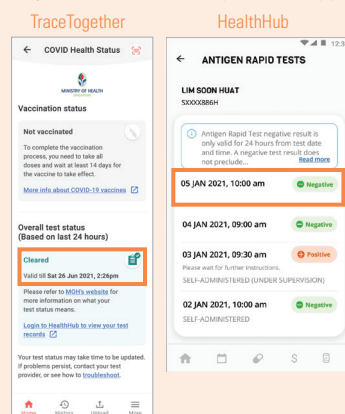 TraceTogether
COVID Health Status
MINISTRY OF HEALTH
SINGAPORE
Vaccination status
Not vaccinated
To complete the vaccination
process, you need to take all
doses and wait at least 14 days for
the vaccine to take effect.
More info about COVID-19 vaccines
Overall test status
(Based on last 24 hours)
Cleared
Valid till Sat 26 Jun 2021, 2:26pm
Please refer to MOH's website for
more information on what your
test status means.
Login to HealthHub to view your test
records
Your test status may take time to be updated.
If problems persist, contact your test
provider, or see how to troubleshoot.
Home History Upload More
HealthHub
12:3
ANTIGEN RAPID TESTS
LIM SOON HUAT
SXXXX886H
Antigen Rapid Test negative result is
only valid for 24 hours from test date
and time. A negative test result does
not preclude... Read more
05 JAN 2021, 10:00 am Negative
04 JAN 2021, 09:00 am Negative
03 JAN 2021, 09:30 am Positive
Please wait for further instructions.
SELF-ADMINISTERED (UNDER SUPERVISION)
02 JAN 2021, 10:00 am Negative
SELF-ADMINISTERED